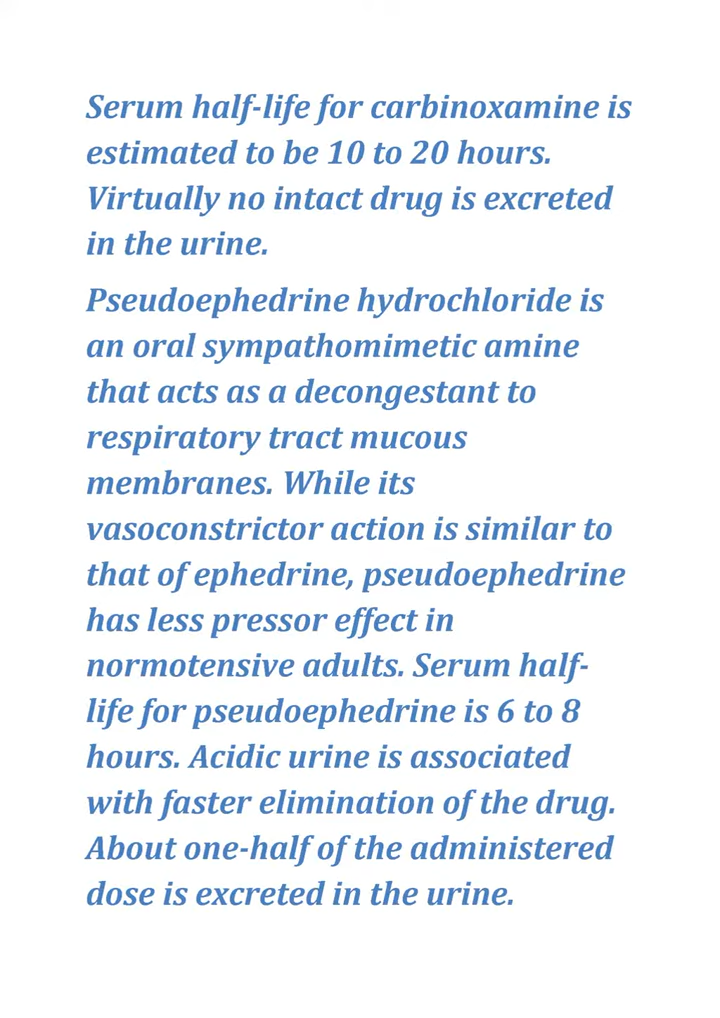 Serum half-life for carbinoxamine is
estimated to be 10 to 20 hours.
Virtually no intact drug is excreted
in the urine.
Pseudoephedrine hydrochloride is
an oral sympathomimetic amine
that acts as a decongestant to
respiratory tract mucous
membranes. While its
vasoconstrictor action is similar to
that of ephedrine, pseudoephedrine
has less pressor effect in
normotensive adults. Serum half-
life for pseudoephedrine is 6 to 8
hours. Acidic urine is associated
with faster elimination of the drug.
About one-half of the administered
dose is excreted in the urine.